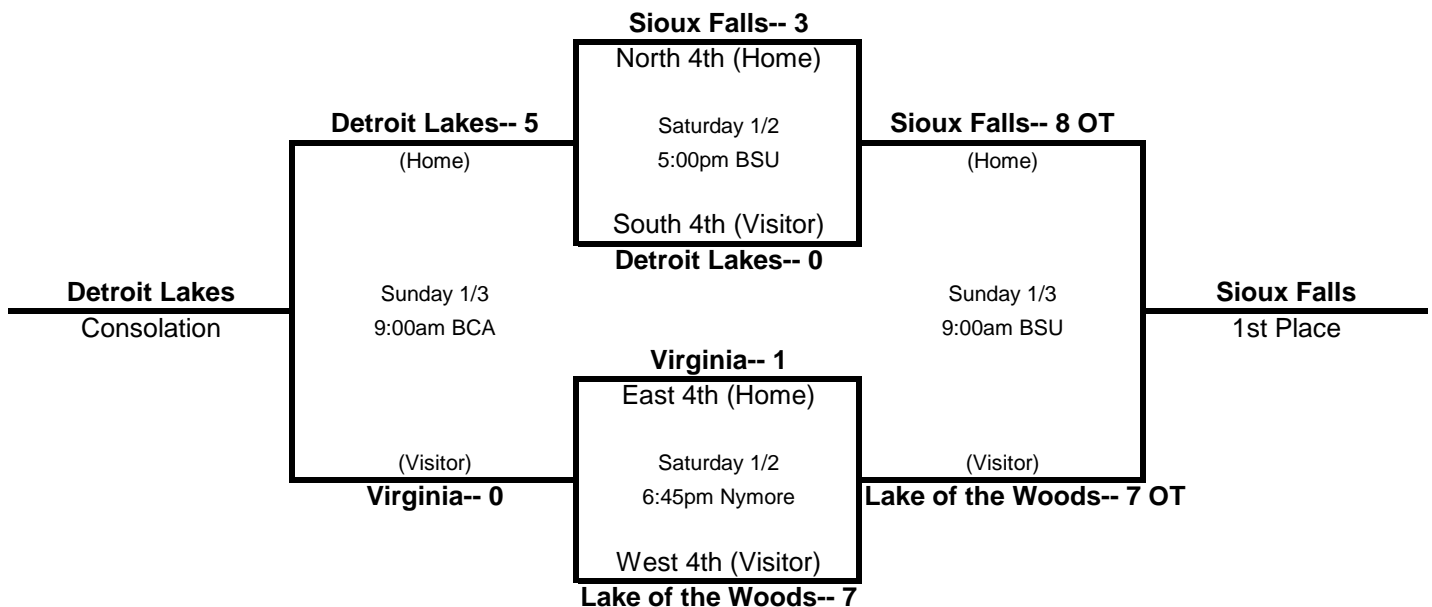 Sioux Falls-- 3
North 4th (Home)
Detroit Lakes-- 5
Saturday 1/2
Sioux Falls-- 8 OT
(Home)
5:00pm BSU
(Home)
South 4th (Visitor)
Detroit Lakes-- 0
Detroit Lakes
Sunday 1/3
Sunday 1/3
Sioux Falls
Consolation
9:00am BCA
9:00am BSU
1st Place
Virginia-- 1
East 4th (Home)
(Visitor)
Saturday 1/2
(Visitor)
Virginia-- 0
6:45pm Nymore
Lake of the Woods-- 7 OT
West 4th (Visitor)
Lake of the Woods-- 7